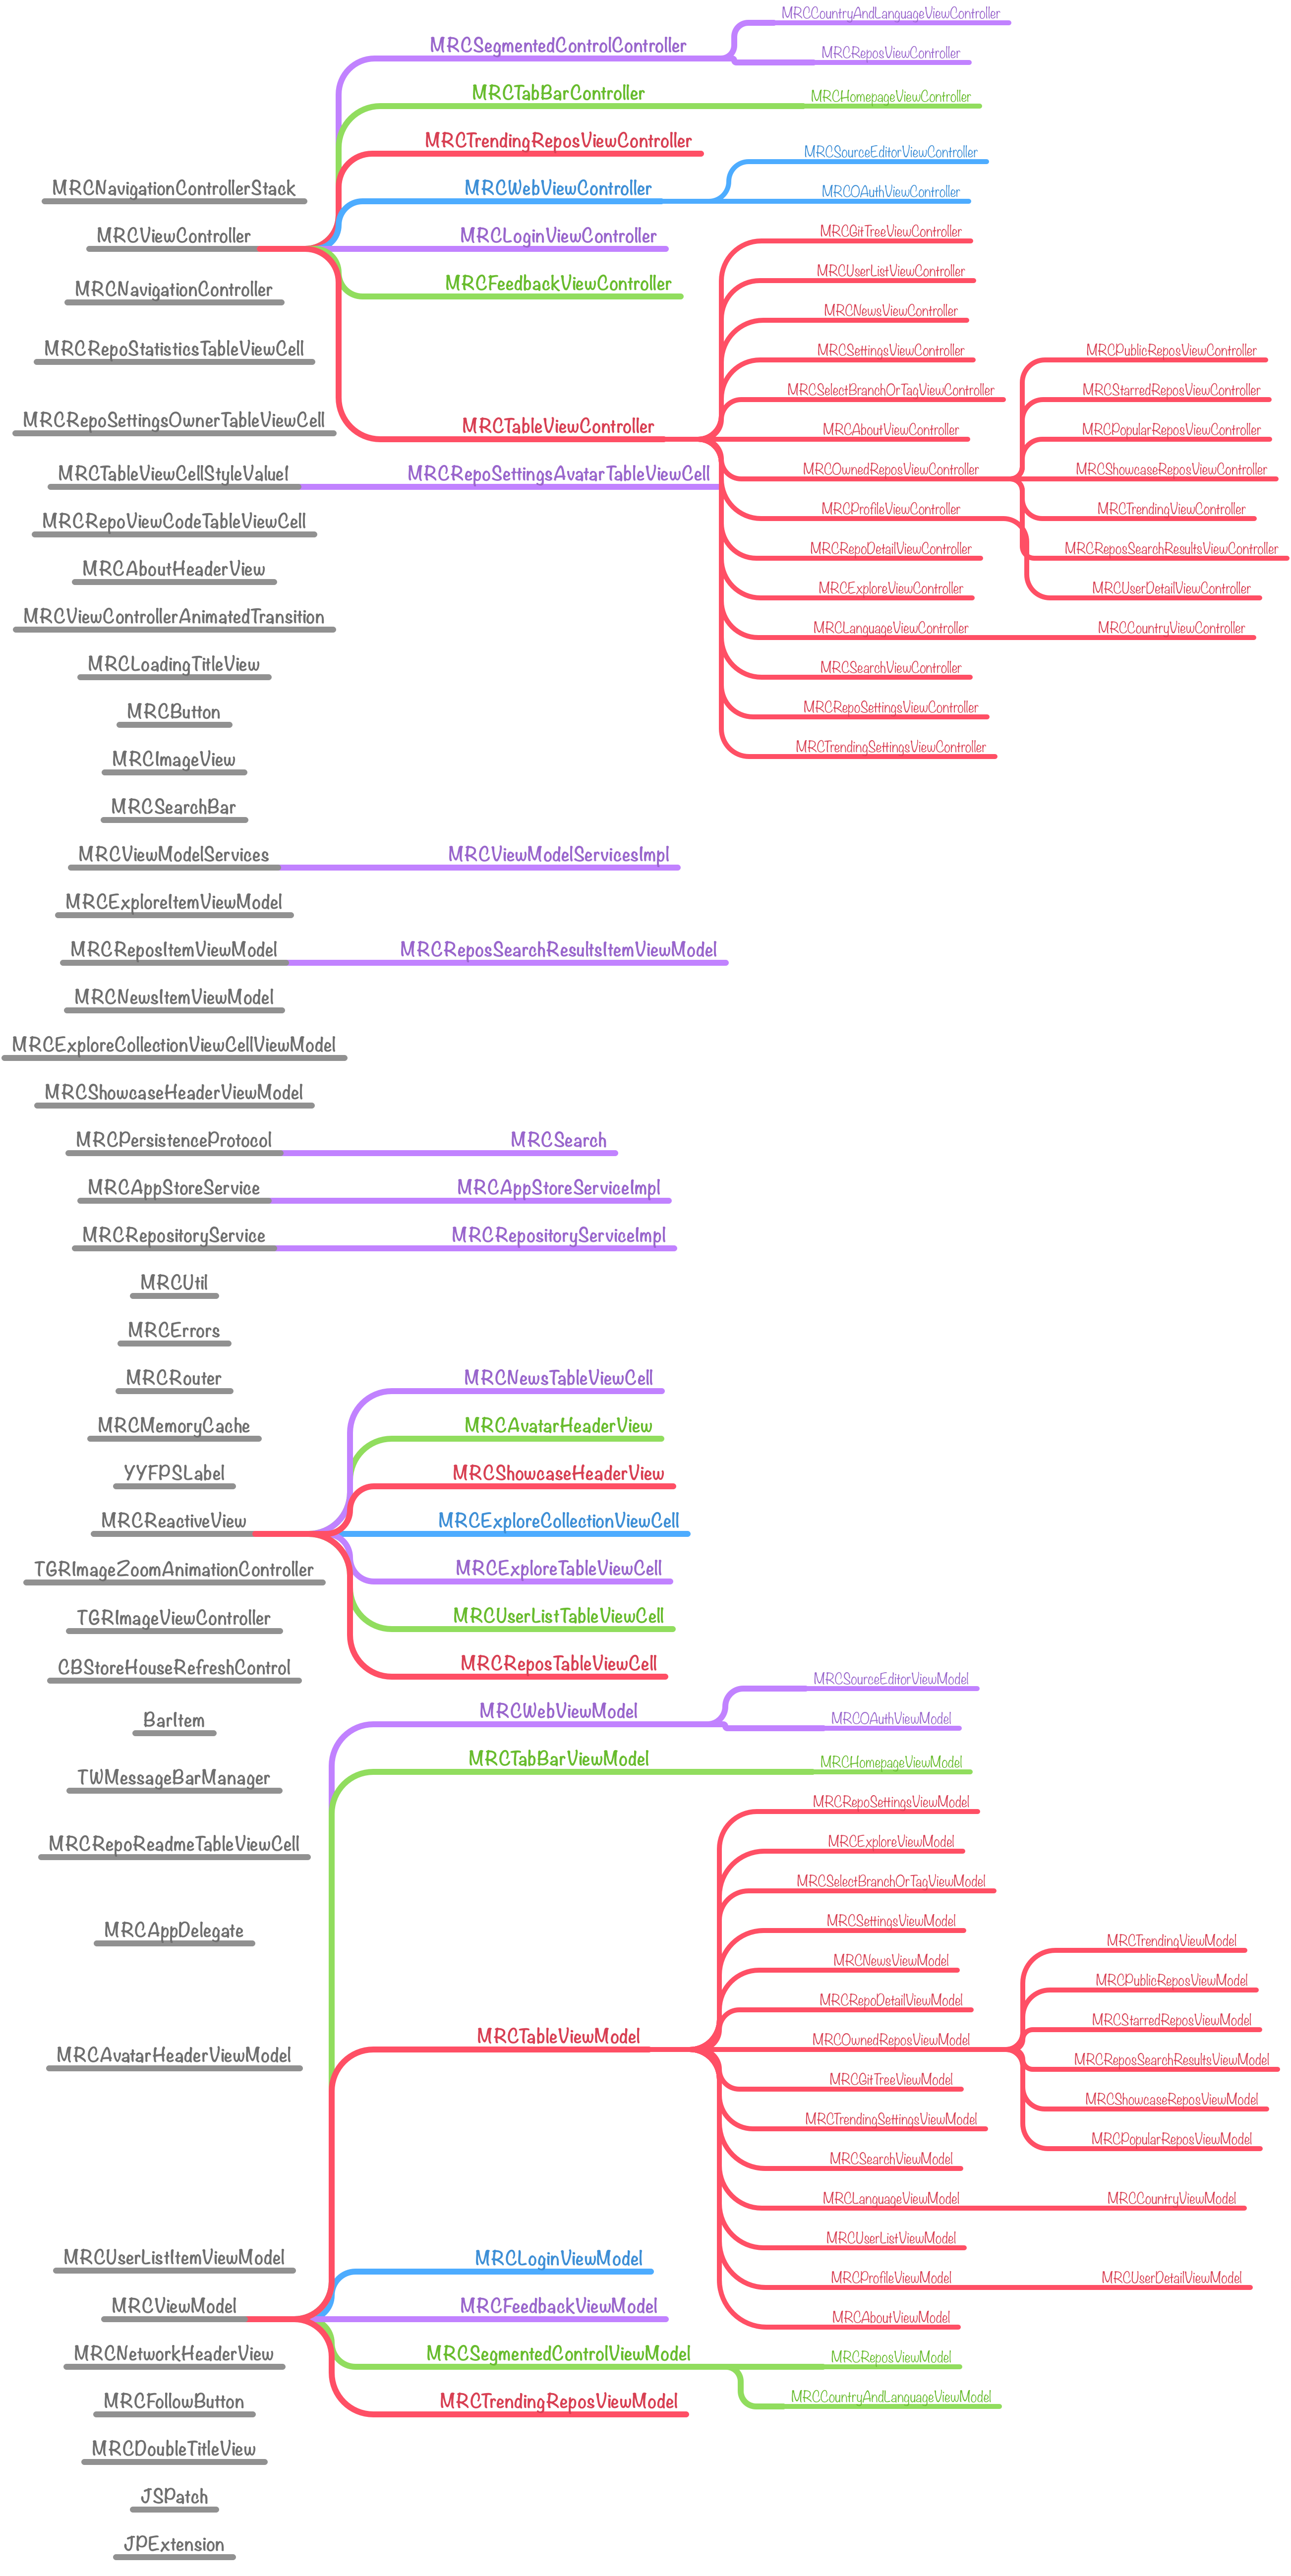 MRCCountryAndLanguageViewController
MRCSegmentedControlController
MRCReposViewController
MRCTabBarController
MRCHomepageViewController
MRCTrendingReposViewController
MRCSourceEditorViewController
MRCNavigationControllerStack
MRCWebViewController
MRCOAuthViewController
MRCViewController
MRCLoginViewController
MRCGitTreeViewController
MRCUserListViewController
MRCNavigationController
MRCFeedbackViewController
MRCNewsViewController
MRCRepoStatisticsTableViewCell
MRCSettingsViewController
MRCPublicReposViewController
MRCSelectBranchOrTagViewController
MRCStarredReposViewController
MRCRepoSettingsOwnerTableViewCell
MRCTableViewController
MRCAboutViewController
MRCPopularReposViewController
MRCTableViewCellStyleValue1
MRCRepoSettingsAvatarTableViewCell
MRCOwnedReposViewController
MRCShowcaseReposViewController
MRCRepoViewCodeTableViewCell
MRCProfileViewController
MRCTrendingViewController
MRCRepoDetailViewController
MRCReposSearchResultsViewController
MRCAboutHeaderView
MRCExploreViewController
MRCUserDetailViewController
MRCViewControllerAnimatedTransition
MRCLanguageViewController
MRCCountryViewController
MRCLoadingTitleView
MRCSearchViewController
MRCButton
MRCRepoSettingsViewController
MRCImageView
MRCTrendingSettingsViewController
MRCSearchBar
MRCViewModelServices
MRCViewModelServicesImpl
MRCExploreItemViewModel
MRCReposItemViewModel
MRCReposSearchResultsItemViewModel
MRCNewsItemViewModel
MRCExploreCollectionViewCellViewModel
MRCShowcaseHeaderViewModel
MRCPersistenceProtocol
MRCSearch
MRCAppStoreService
MRCAppStoreServiceImpl
MRCRepositoryService
MRCRepositoryServiceImpl
MRCUtil
MRCErrors
MRCRouter
MRCNewsTableViewCell
MRCMemoryCache
MRCAvatarHeaderView
YYFPSLabel
MRCShowcaseHeaderView
MRCReactiveView
MRCExploreCollectionViewCell
TGRImageZoomAnimationController
MRCExploreTableViewCell
TGRImageViewController
MRCUserListTableViewCell
CBStoreHouseRefreshControl
MRCReposTableViewCell
MRCSourceEditorViewModel
BarItem
MRCWebViewModel
MRCOAuthViewModel
TWMessageBarManager
MRCTabBarViewModel
MRCHomepageViewModel
MRCRepoSettingsViewModel
MRCRepoReadmeTableViewCell
MRCExploreViewModel
MRCSelectBranchOrTagViewModel
MRCAppDelegate
MRCSettingsViewModel
MRCTrendingViewModel
MRCNewsViewModel
MRCPublicReposViewModel
MRCRepoDetailViewModel
MRCStarredReposViewModel
MRCAvatarHeaderViewModel
MRCTableViewModel
MRCOwnedReposViewModel
MRCReposSearchResultsViewModel
MRCGitTreeViewModel
MRCShowcaseReposViewModel
MRCTrendingSettingsViewModel
MRCPopularReposViewModel
MRCSearchViewModel
MRCLanguageViewModel
MRCCountryViewModel
MRCUserListItemViewModel
MRCLoginViewModel
MRCUserListViewModel
MRCProfileViewModel
MRCUserDetailViewModel
MRCViewModel
MRCFeedbackViewModel
MRCAboutViewModel
MRCNetworkHeaderView
MRCSegmentedControlViewModel
MRCReposViewModel
MRCFollowButton
MRCTrendingReposViewModel
MRCCountryAndLanguageViewModel
MRCDoubleTitleView
JSPatch
JPExtension